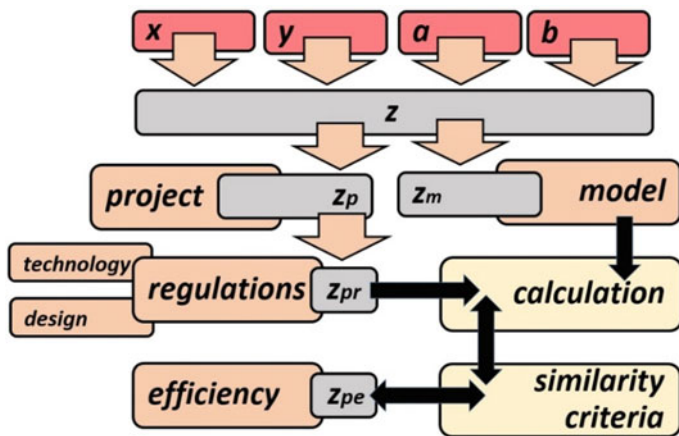 x y a b
z
project zp zm model
technology
regulations zpr calculation
design
efficiency zpe similarity
criteria